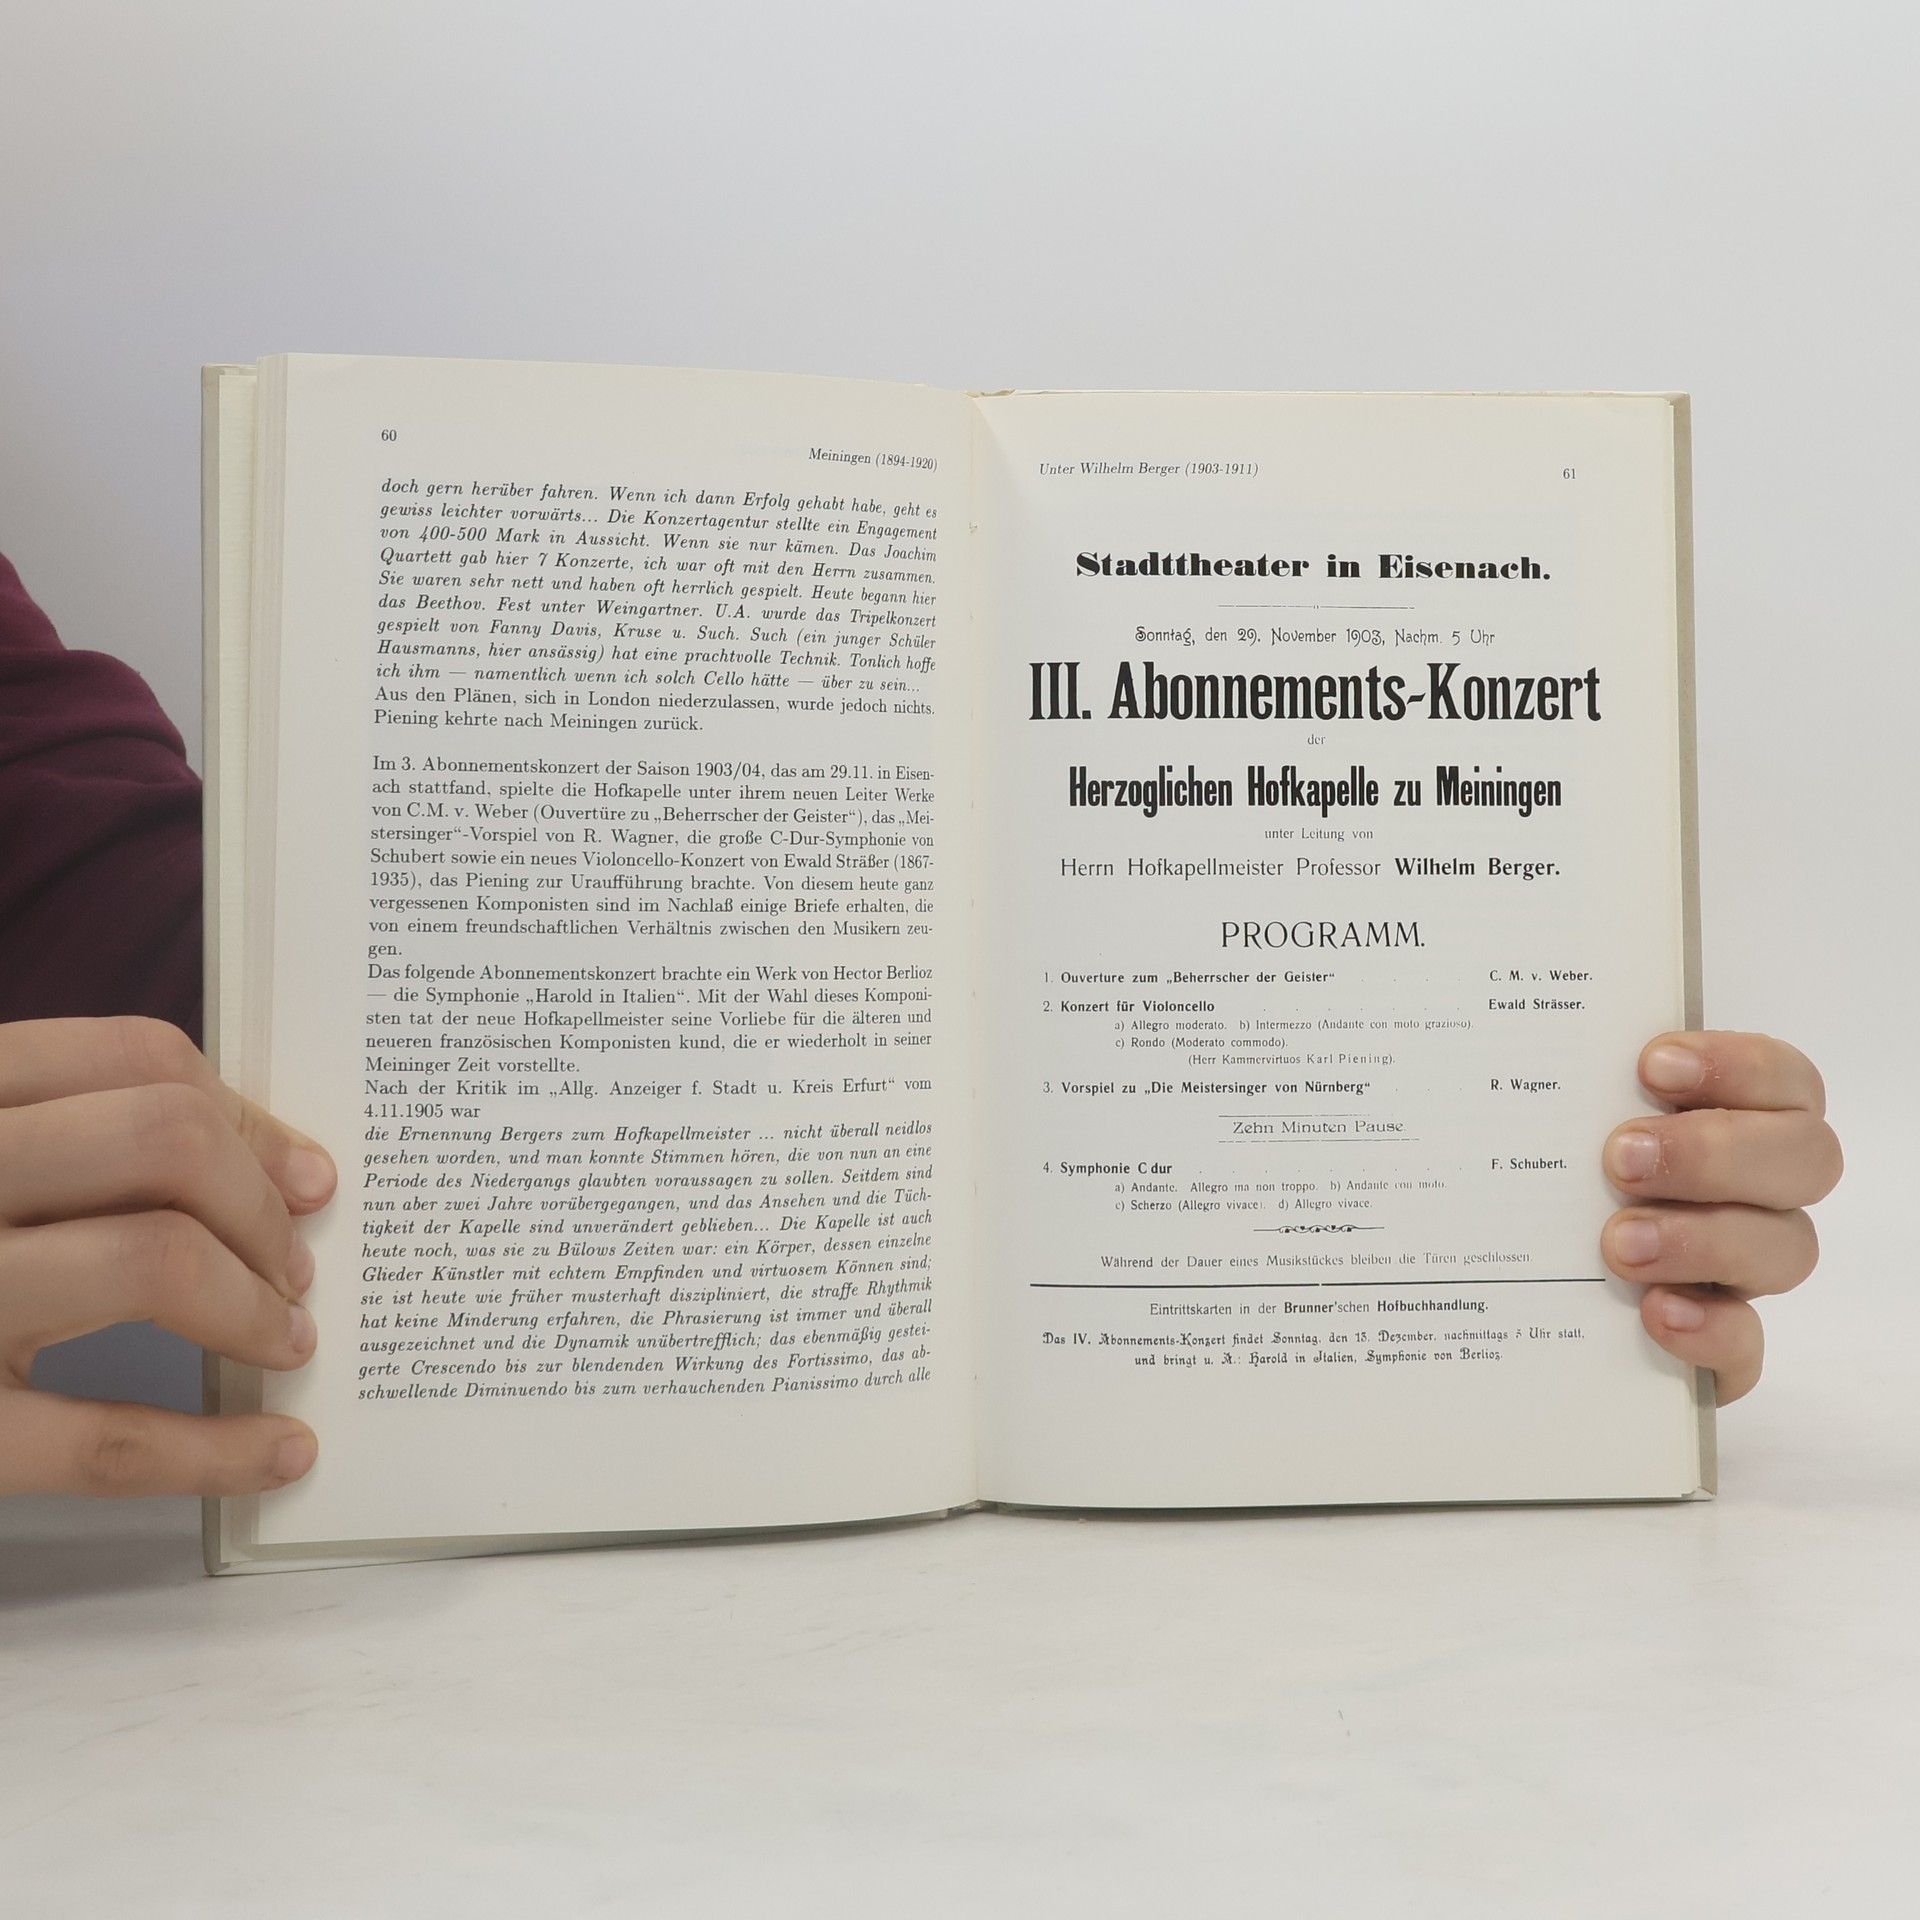 60
Meiningen (1894-1920)
doch gern herüber fahren. Wenn ich dann Erfolg gehabt habe, geht es
gewiss leichter vorwärts... Die Konzertagentur stellte ein Engagement
von 400-500 Mark in Aussicht. Wenn sie nur kämen. Das Joachim
Quartett gab hier 7 Konzerte, ich war oft mit den Herrn zusammen.
Sie waren sehr nett und haben oft herrlich gespielt. Heute begann hier
das Beethov. Fest unter Weingartner. U.A. wurde das Tripelkonzert
gespielt von Fanny Davis, Kruse u. Such. Such (ein junger Schüler
Hausmanns, hier ansässig) hat eine prachtvolle Technik. Tonlich hoffe
ich ihm — namentlich wenn ich solch Cello hätte — über zu sein...
Aus den Plänen, sich in London niederzulassen, wurde jedoch nichts.
Piening kehrte nach Meiningen zurück.
Im 3. Abonnementskonzert der Saison 1903/04, das am 29.11. in Eisen-
ach stattfand, spielte die Hofkapelle unter ihrem neuen Leiter Werke
von C.M. v. Weber (Ouvertüre zu „Beherrscher der Geister“), das „Mei-
stersinger“-Vorspiel von R. Wagner, die große C-Dur-Symphonie von
Schubert sowie ein neues Violoncello-Konzert von Ewald Sträßer (1867-
1935), das Piening zur Uraufführung brachte. Von diesem heute ganz
vergessenen Komponisten sind im Nachlaß einige Briefe erhalten, die
von einem freundschaftlichen Verhältnis zwischen den Musikern zeu-
gen.
Das folgende Abonnementskonzert brachte ein Werk von Hector Berlioz
— die Symphonie „Harold in Italien“. Mit der Wahl dieses Komponi-
sten tat der neue Hofkapellmeister seine Vorliebe für die älteren und
neueren französischen Komponisten kund, die er wiederholt in seiner
Meininger Zeit vorstellte.
Nach der Kritik im „Allg. Anzeiger f. Stadt u. Kreis Erfurt“ vom
4.11.1905 war
die Ernennung Bergers zum Hofkapellmeister ... nicht überall neidlos
gesehen worden, und man konnte Stimmen hören, die von nun an eine
Periode des Niedergangs glaubten voraussagen zu sollen. Seitdem sind
nun aber zwei Jahre vorübergegangen, und das Ansehen und die Tüch-
tigkeit der Kapelle sind unverändert geblieben... Die Kapelle ist auch
heute noch, was sie zu Bülows Zeiten war: ein Körper, dessen einzelne
Glieder Künstler mit echtem Empfinden und virtuosem Können sind;
sie ist heute wie früher musterhaft diszipliniert, die straffe Rhythmik
hat keine Minderung erfahren, die Phrasierung ist immer und überall
ausgezeichnet und die Dynamik unübertrefflich; das ebenmäßig gestei-
gerte Crescendo bis zur blendenden Wirkung des Fortissimo, das ab-
schwellende Diminuendo bis zum verhauchenden Pianissimo durch alle
Unter Wilhelm Berger (1903-1911)
61
Stadttheater in Eisenach.
Sonntag, den 29. November 1903, Nachm. 5 Uhr
III. Abonnements-Konzert
der
Herzoglichen Hofkapelle zu Meiningen
unter Leitung von
Herrn Hofkapellmeister Professor Wilhelm Berger.
PROGRAMM.
1. Ouverture zum „Beherrscher der Geister“ . . . C. M. v. Weber.
2. Konzert für Violoncello . . . . . . Ewald Strässer.
a) Allegro moderato. b) Intermezzo (Andante con moto grazioso).
c) Rondo (Moderato commodo).
(Herr Kammervirtuos Karl Piening).
3. Vorspiel zu „Die Meistersinger von Nürnberg“ . . . R. Wagner.
Zehn Minuten Pause.
4. Symphonie C dur . . . . . . . F. Schubert.
a) Andante. Allegro ma non troppo. b) Andante con moto.
c) Scherzo (Allegro vivace). d) Allegro vivace.
Während der Dauer eines Musikstückes bleiben die Türen geschlossen.
Eintrittskarten in der Brunner'schen Hofbuchhandlung.
Das IV. Abonnements-Konzert findet Sonntag, den 13. Dezember, nachmittags 5 Uhr statt,
und bringt u. A.: Harold in Italien, Symphonie von Berlioz.